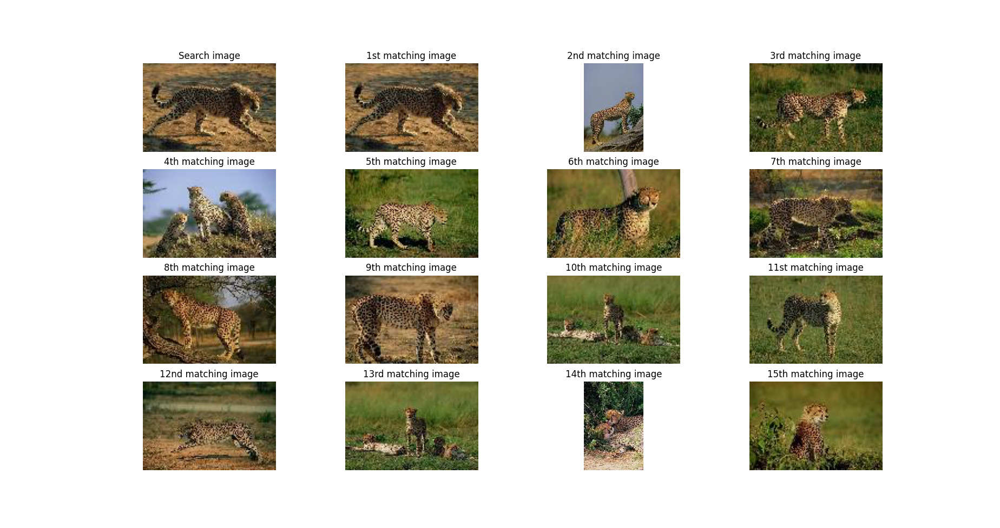 Search image
1st matching image
2nd matching image
3rd matching image
4th matching image
5th matching image
6th matching image
7th matching image
8th matching image
9th matching image
10th matching image
11st matching image
12nd matching image
13rd matching image
14th matching image
15th matching image